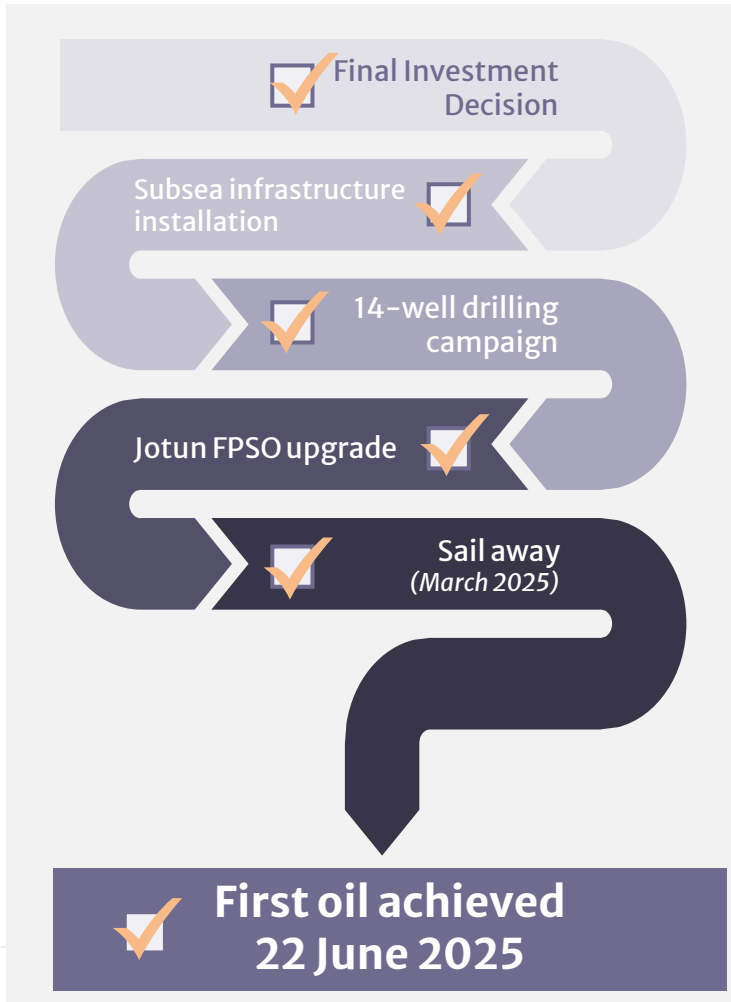 Final Investment
Decision
Subsea infrastructure
installation
14-well drilling
campaign
Jotun FPSO upgrade
Sail away
(March 2025)
First oil achieved
22 June 2025